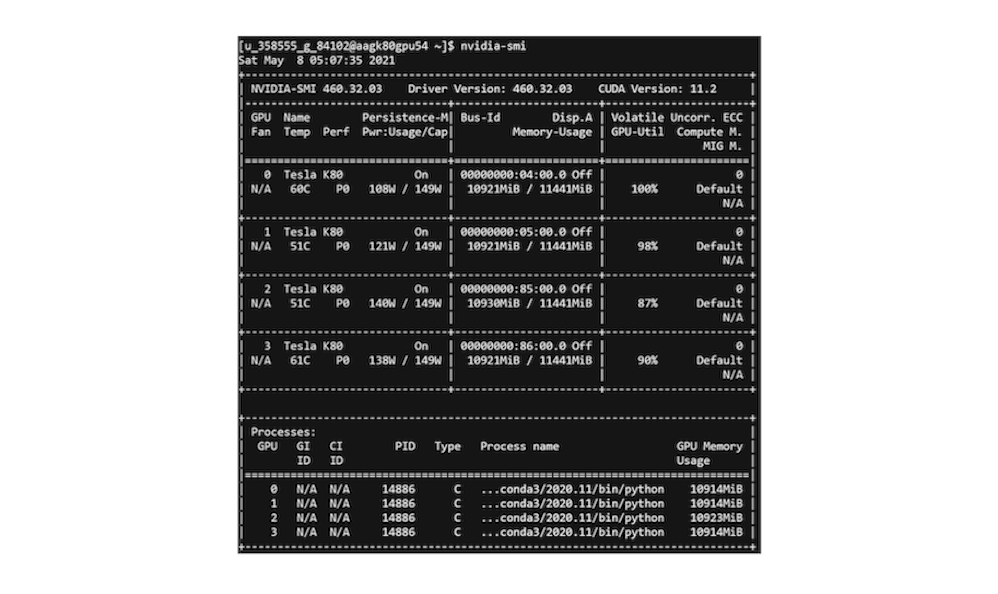 [u_358555_g_84102@aagk80gpu54 ~]$ nvidia-smi
Sat May  8 05:07:35 2021
NVIDIA-SMI 460.32.03    Driver Version: 460.32.03    CUDA Version: 11.2
GPU  Name        Persistence-M| Bus-Id        Disp.A | Volatile Uncorr. ECC
Fan  Temp  Perf  Pwr:Usage/Cap|         Memory-Usage | GPU-Util  Compute M.
MIG M.
0  Tesla K80           On   | 00000000:04:00.0 Off |                    0
N/A   60C    P0   108W / 149W |  10921MiB / 11441MiB |    100%      Default
N/A
1  Tesla K80           On   | 00000000:05:00.0 Off |                    0
N/A   51C    P0   121W / 149W |  10921MiB / 11441MiB |     98%      Default
N/A
2  Tesla K80           On   | 00000000:85:00.0 Off |                    0
N/A   51C    P0   140W / 149W |  10930MiB / 11441MiB |     87%      Default
N/A
3  Tesla K80           On   | 00000000:86:00.0 Off |                    0
N/A   61C    P0   138W / 149W |  10921MiB / 11441MiB |     90%      Default
N/A
Processes:
GPU   GI   CI        PID   Type   Process name                  GPU Memory
ID   ID                                                   Usage
0   N/A  N/A     14886      C   ...conda3/2020.11/bin/python    10914MiB
1   N/A  N/A     14886      C   ...conda3/2020.11/bin/python    10914MiB
2   N/A  N/A     14886      C   ...conda3/2020.11/bin/python    10923MiB
3   N/A  N/A     14886      C   ...conda3/2020.11/bin/python    10914MiB